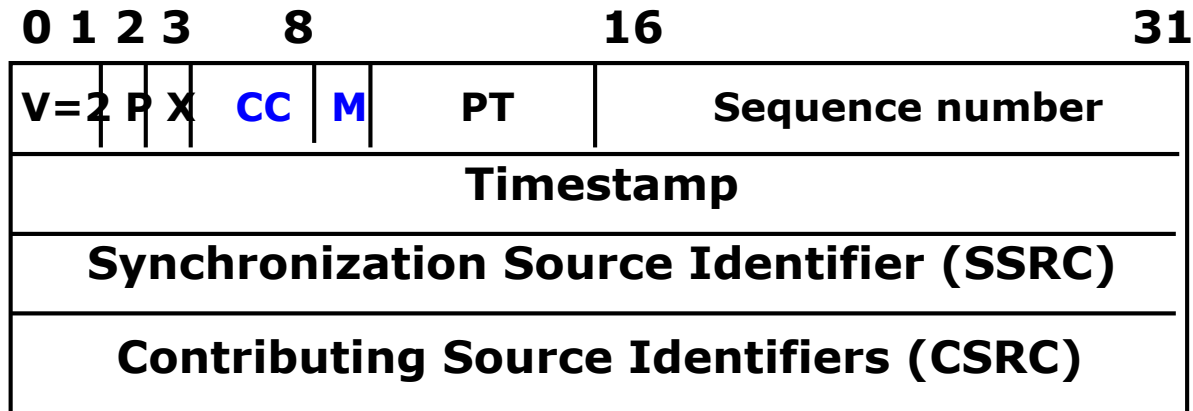 0 1 2 3 8 16 31
V=2 P X CC M PT Sequence number
Timestamp
Synchronization Source Identifier (SSRC)
Contributing Source Identifiers (CSRC)